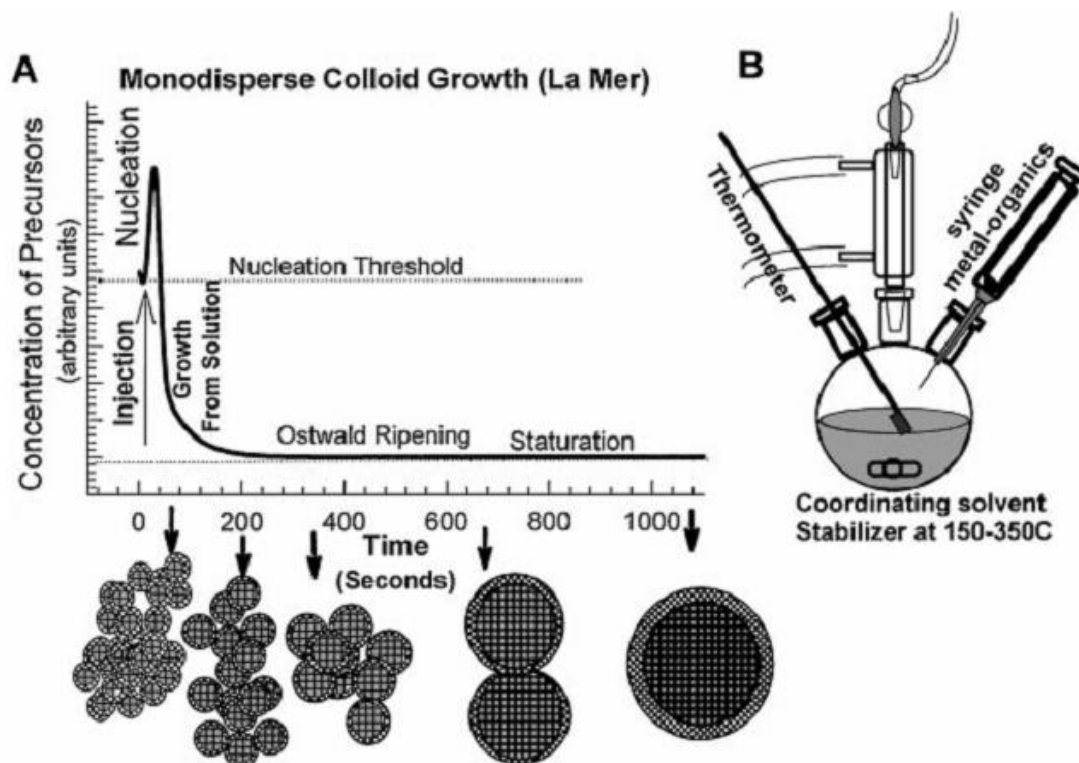 A
Monodisperse Colloid Growth (La Mer)
Concentration of Precursors
(arbitrary units)
Nucleation
Nucleation Threshold
Injection
Growth
From Solution
Ostwald Ripening
Staturation
0
200
400
600
800
1000
Time
(Seconds)
B
Thermometer
syringe
metal-organics
Coordinating solvent
Stabilizer at 150-350C